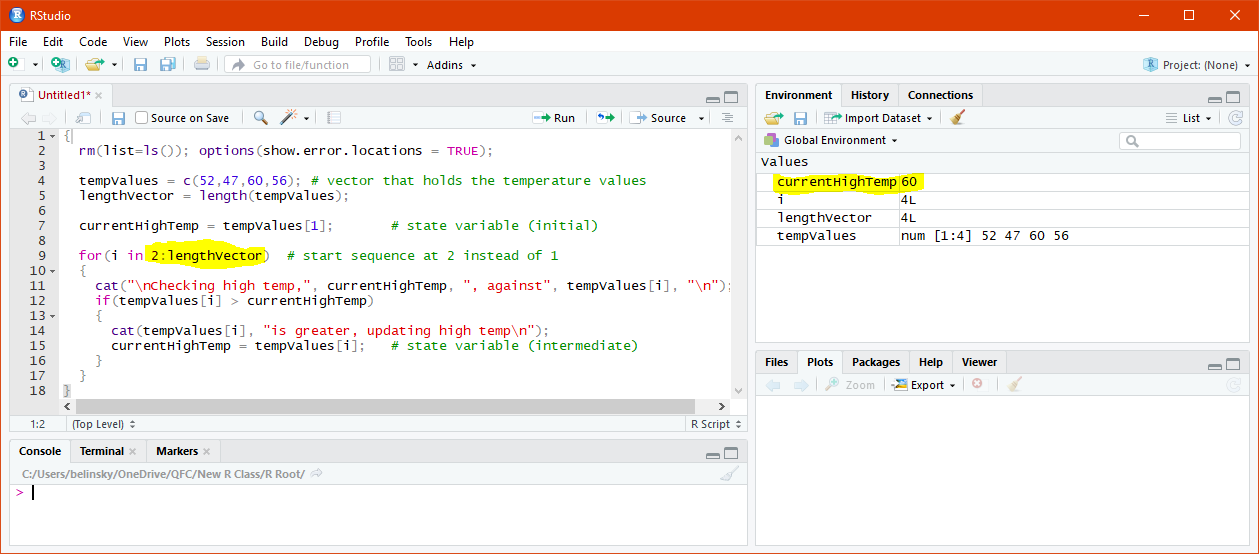 RStudio
File Edit Code View Plots Session Build Debug Profile Tools Help
Go to file/function Addins Project: (None)
Untitled1*
Source on Save Run Source
1 {
2 rm(list=ls()); options(show.error.locations = TRUE);
3
4 tempValues = c(52,47,60,56); # vector that holds the temperature values
5 lengthVector = length(tempValues);
6
7 currentHighTemp = tempValues[1]; # state variable (initial)
8
9 for(i in 2:lengthVector) # start sequence at 2 instead of 1
10 {
11 cat("\nChecking high temp,", currentHighTemp, ", against", tempValues[i], "\n");
12 if(tempValues[i] > currentHighTemp)
13 {
14 cat(tempValues[i], "is greater, updating high temp\n");
15 currentHighTemp = tempValues[i]; # state variable (intermediate)
16 }
17 }
18 }
1:2 (Top Level) R Script
Console Terminal Markers
C:/Users/belinsky/OneDrive/QFC/New R Class/R Root/
>
Environment History Connections
Import Dataset List
Global Environment
Values
currentHighTemp 60
i 4L
lengthVector 4L
tempValues num [1:4] 52 47 60 56
Files Plots Packages Help Viewer
Zoom Export